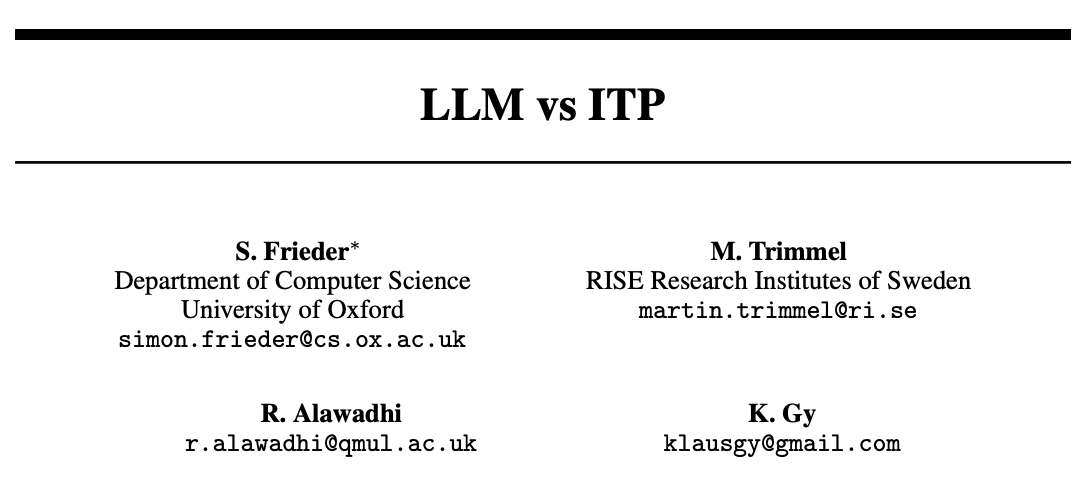 LLM vs ITP
S. Frieder*
Department of Computer Science
University of Oxford
simon.frieder@cs.ox.ac.uk
M. Trimmel
RISE Research Institutes of Sweden
martin.trimmel@ri.se
R. Alawadhi
r.alawadhi@qmul.ac.uk
K. Gy
klausgy@gmail.com